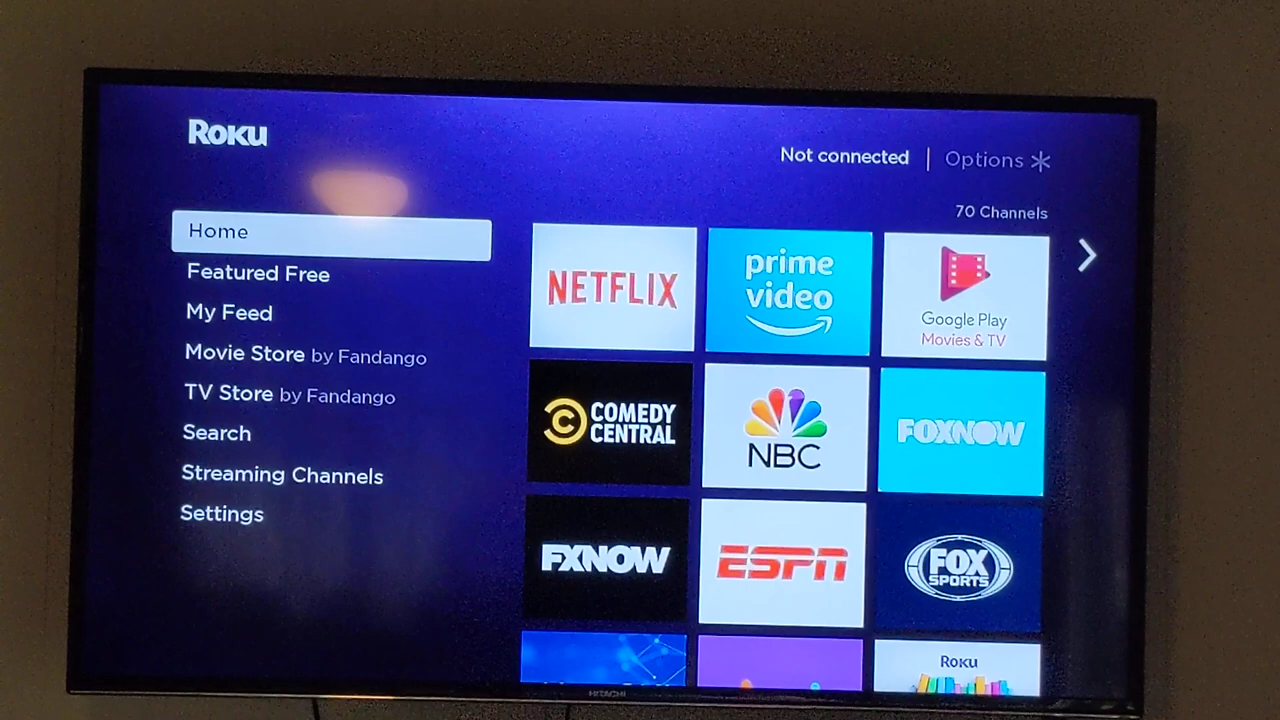 Roku
Not connected | Options
70 Channels
Home
Featured Free
My Feed
Movie Store by Fandango
TV Store by Fandango
Search
Streaming Channels
Settings
NETFLIX
prime
video
Google Play
Movies & TV
COMEDY
CENTRAL
NBC
FOXNOW
FXNOW
ESPN
FOX
SPORTS
Roku
HITACHI